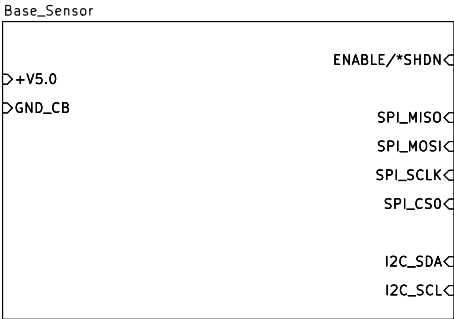 Base_Sensor
ENABLE/*SHDN
+V5.0
GND_CB
SPI_MISO
SPI_MOSI
SPI_SCLK
SPI_CS0
I2C_SDA
I2C_SCL